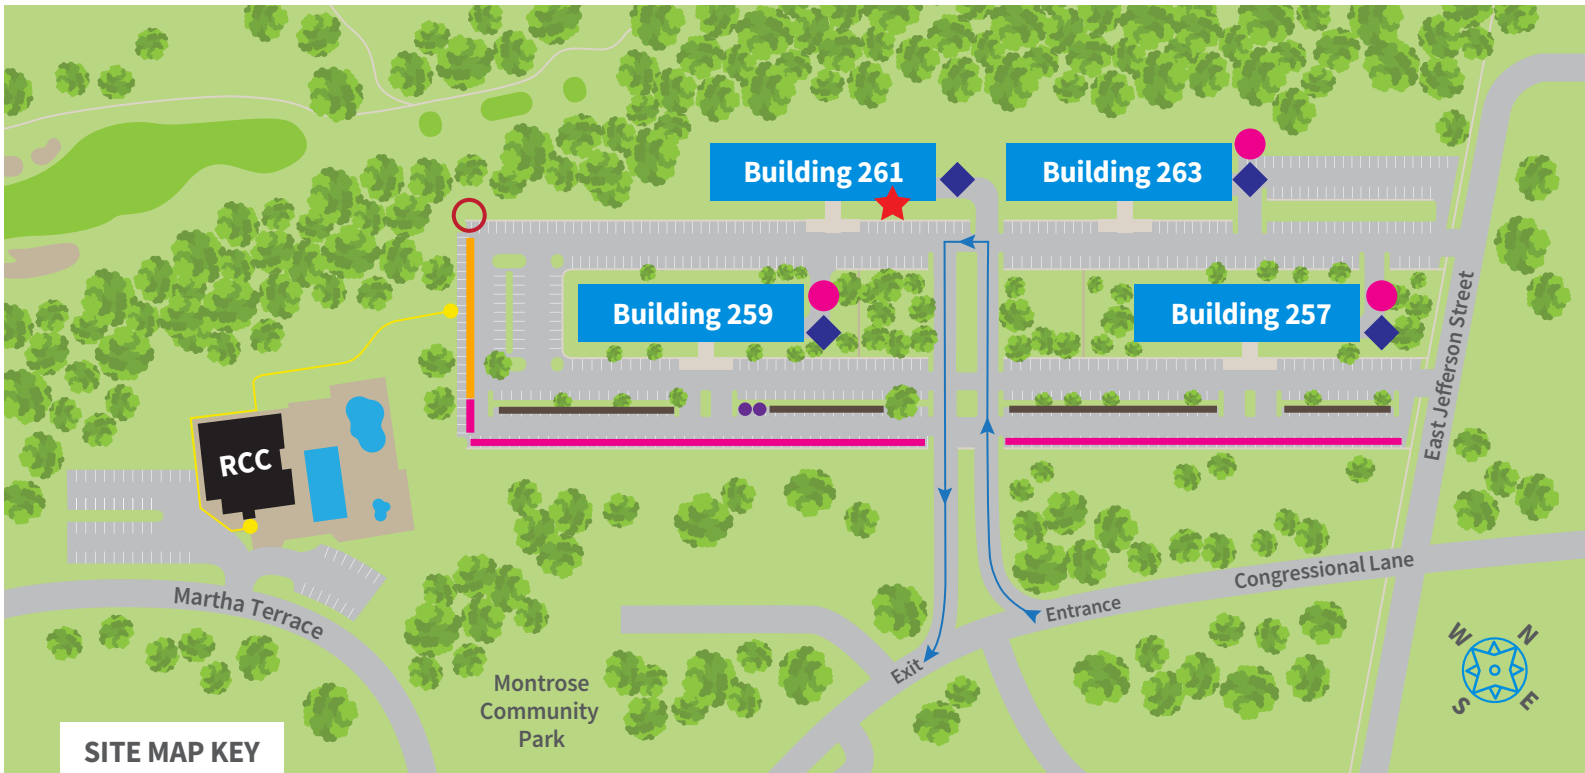 Building 261
Building 263
Building 259
Building 257
East Jefferson Street
RCC
Congressional Lane
Martha Terrace
Entrance
Exit
W
N
S
E
Montrose
Community
Park
SITE MAP KEY